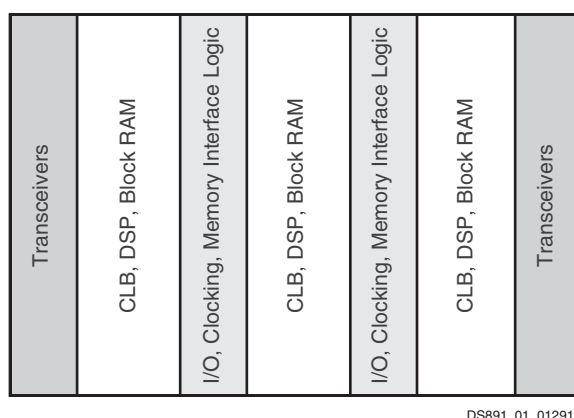 Transceivers
CLB, DSP, Block RAM
I/O, Clocking, Memory Interface Logic
CLB, DSP, Block RAM
I/O, Clocking, Memory Interface Logic
CLB, DSP, Block RAM
Transceivers
DS891_01_01291